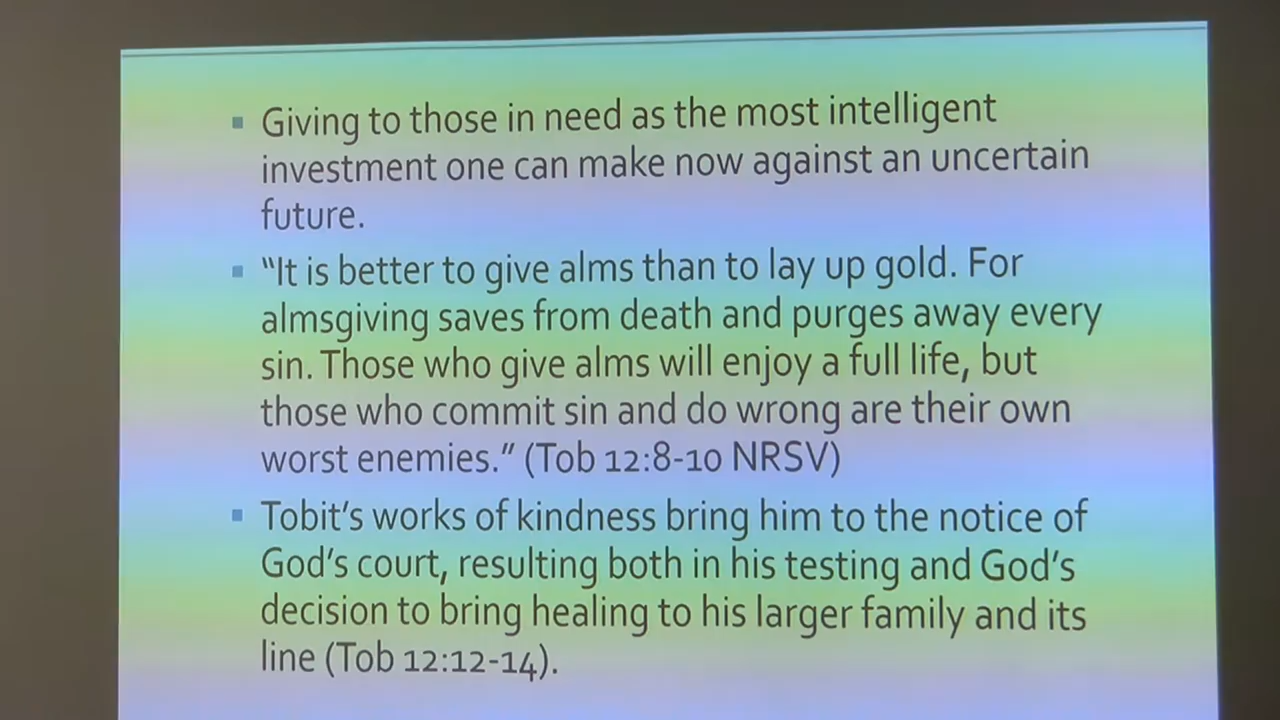 ▪ Giving to those in need as the most intelligent
investment one can make now against an uncertain
future.
▪ “It is better to give alms than to lay up gold. For
almsgiving saves from death and purges away every
sin. Those who give alms will enjoy a full life, but
those who commit sin and do wrong are their own
worst enemies.” (Tob 12:8-10 NRSV)
▪ Tobit’s works of kindness bring him to the notice of
God’s court, resulting both in his testing and God’s
decision to bring healing to his larger family and its
line (Tob 12:12-14).